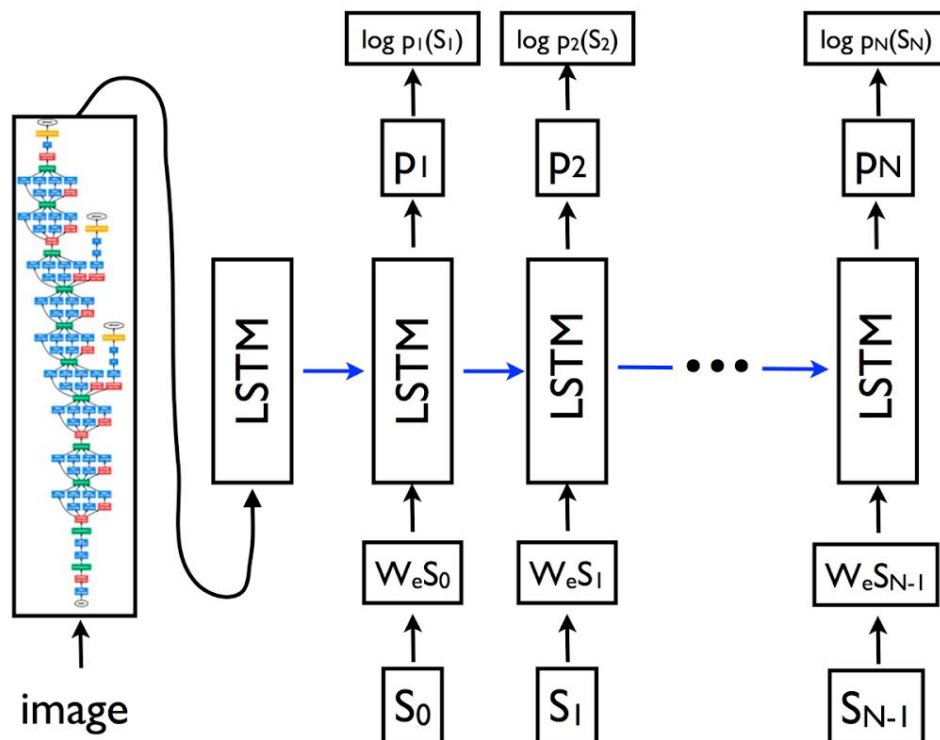 log p₁(S₁) log p₂(S₂) log pN(SN)
p₁ p₂ pN
LSTM LSTM LSTM LSTM
WₑS₀ WₑS₁ WₑSN-1
image S₀ S₁ SN-1